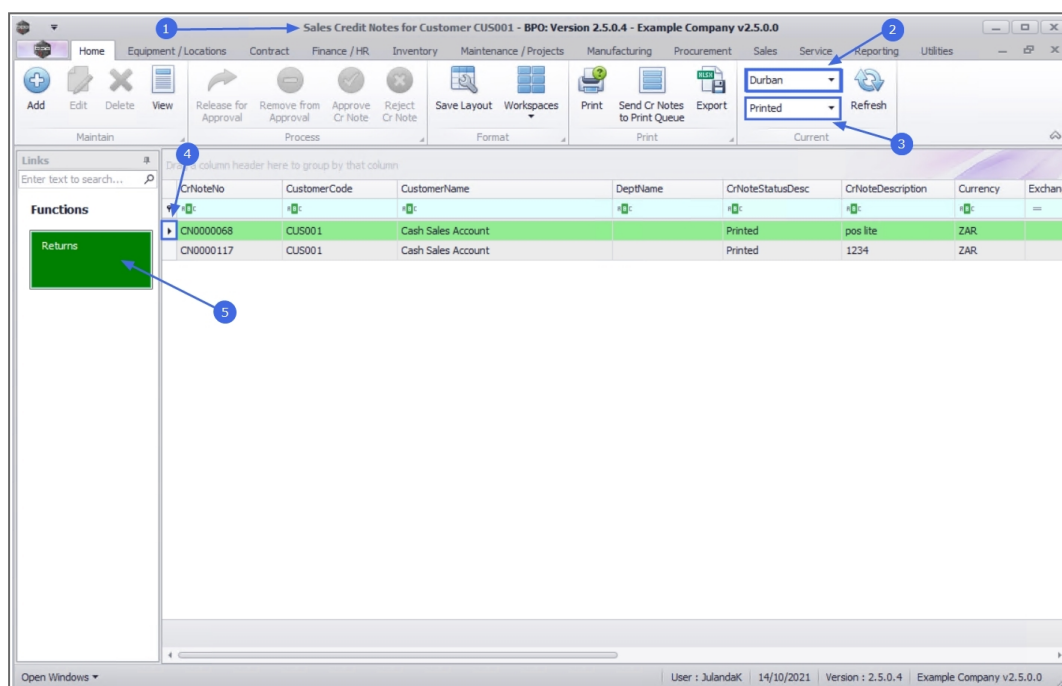 1
Sales Credit Notes for Customer CUS001 - BPO: Version 2.5.0.4 - Example Company v2.5.0.0
2
Home Equipment / Locations Contract Finance / HR Inventory Maintenance / Projects Manufacturing Procurement Sales Service Reporting Utilities
Add Edit Delete View Release for Approval Remove from Approval Approve Cr Note Reject Cr Note Save Layout Workspaces Print Send Cr Notes to Print Queue Export Durban Printed Refresh
Maintain Process Format Print Current
3
Links
4
column header here to group by that column
Enter text to search...
CrNoteNo CustomerCode CustomerName DeptName CrNoteStatusDesc CrNoteDescription Currency Exchan
Functions
CN0000068 CUS001 Cash Sales Account Printed pos lite ZAR
Returns
CN0000117 CUS001 Cash Sales Account Printed 1234 ZAR
5
Open Windows User : JulandaK 14/10/2021 Version : 2.5.0.4 Example Company v2.5.0.0